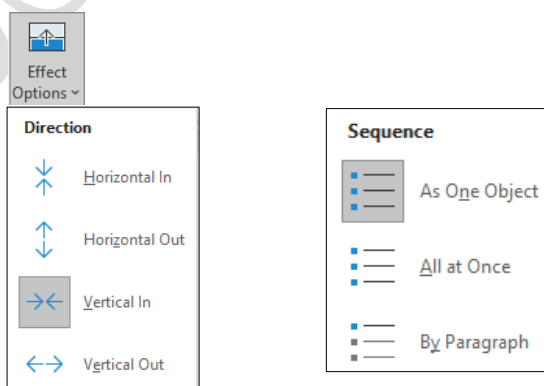 Effect
Options
Direction
Horizontal In
Horizontal Out
Vertical In
Vertical Out
Sequence
As One Object
All at Once
By Paragraph